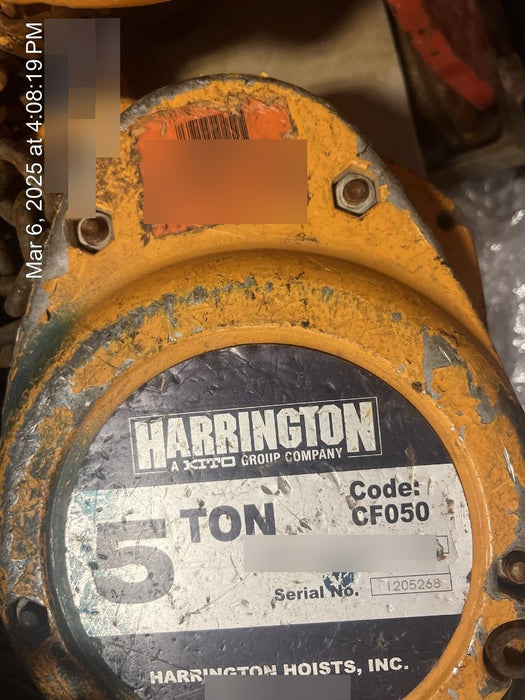 Mar 6, 2025 at 4:08:19 PM
HARRINGTON
A KITO GROUP COMPANY
5 TON
Code:
CF050
Serial No. 1205268
HARRINGTON HOISTS, INC.